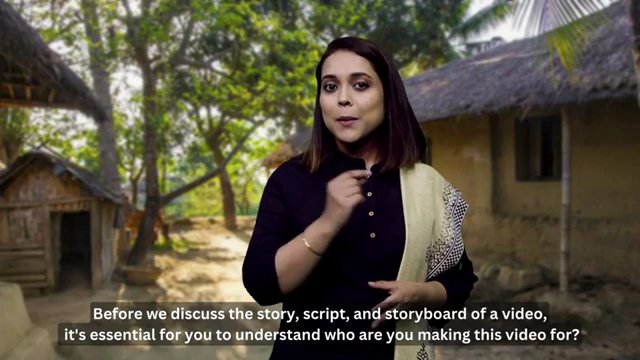 Before we discuss the story, script, and storyboard of a video,
it's essential for you to understand who are you making this video for?